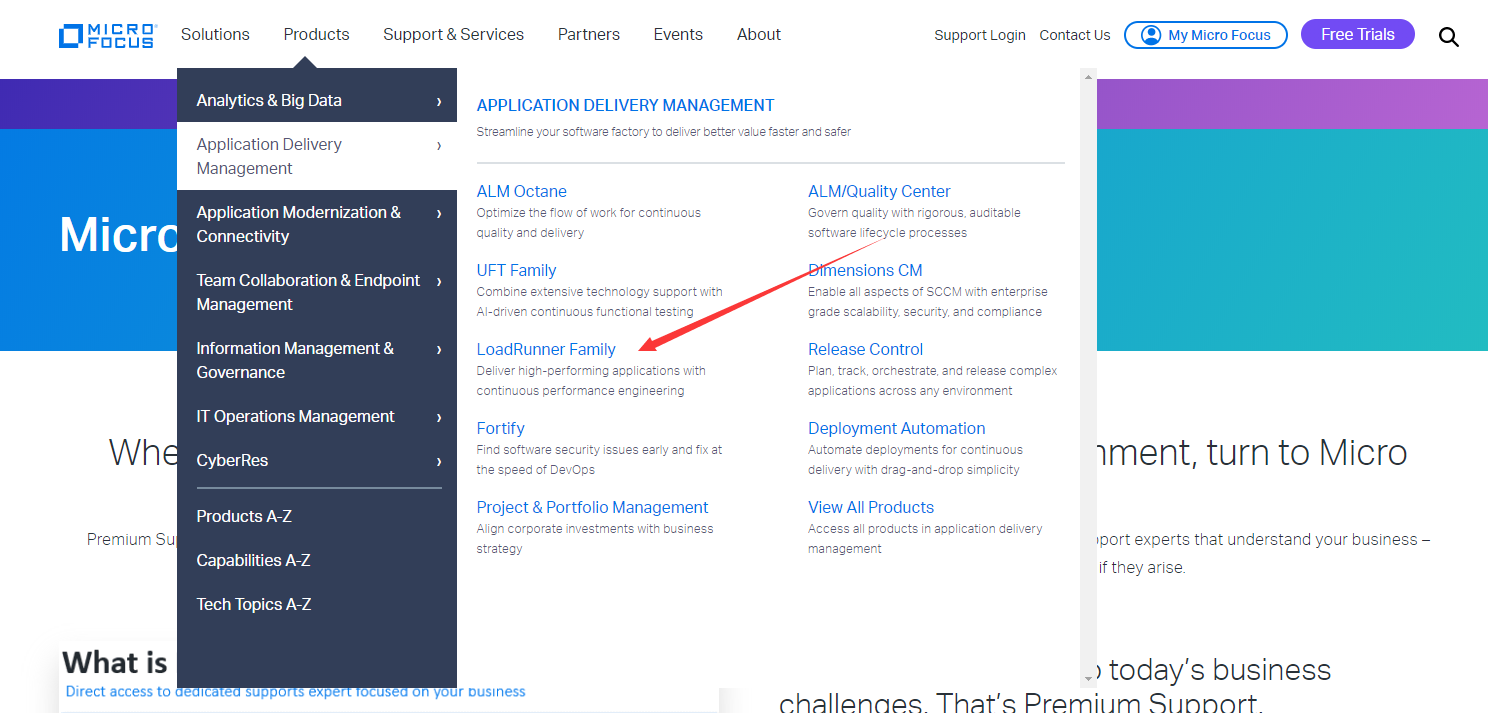 MICRO
FOCUS
Solutions
Products
Support & Services
Partners
Events
About
Support Login
Contact Us
My Micro Focus
Free Trials
Analytics & Big Data
Application Delivery
Management
Application Modernization &
Connectivity
Team Collaboration & Endpoint
Management
Information Management &
Governance
IT Operations Management
CyberRes
Products A-Z
Capabilities A-Z
Tech Topics A-Z
APPLICATION DELIVERY MANAGEMENT
Streamline your software factory to deliver better value faster and safer
ALM Octane
Optimize the flow of work for continuous
quality and delivery
ALM/Quality Center
Govern quality with rigorous, auditable
software lifecycle processes
UFT Family
Combine extensive technology support with
AI-driven continuous functional testing
Dimensions CM
Enable all aspects of SCCM with enterprise
grade scalability, security, and compliance
LoadRunner Family
Deliver high-performing applications with
continuous performance engineering
Release Control
Plan, track, orchestrate, and release complex
applications across any environment
Fortify
Find software security issues early and fix at
the speed of DevOps
Deployment Automation
Automate deployments for continuous
delivery with drag-and-drop simplicity
Project & Portfolio Management
Align corporate investments with business
strategy
View All Products
Access all products in application delivery
management
Micro
Whe
nment, turn to Micro
Premium Su
pport experts that understand your business –
if they arise.
What is
Direct access to dedicated supports expert focused on your business
today's business
challenges. That's Premium Support.